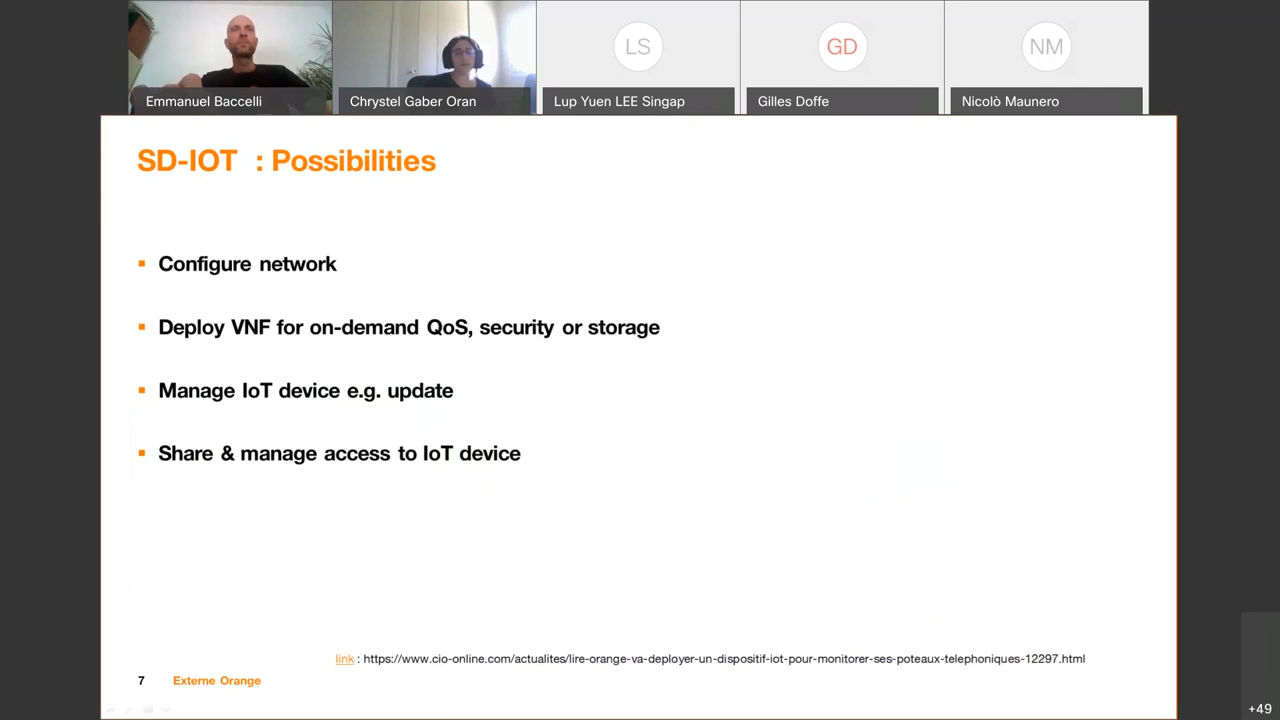 LS
GD
NM
Emmanuel Baccelli
Chrystel Gaber Oran
Lup Yuen LEE Singap
Gilles Doffe
Nicolò Maunero
SD-IOT : Possibilities
Configure network
Deploy VNF for on-demand QoS, security or storage
Manage IoT device e.g. update
Share & manage access to IoT device
link : https://www.cio-online.com/actualites/lire-orange-va-deployer-un-dispositif-iot-pour-monitorer-ses-poteaux-telephoniques-12297.html
7 Externe Orange
+49